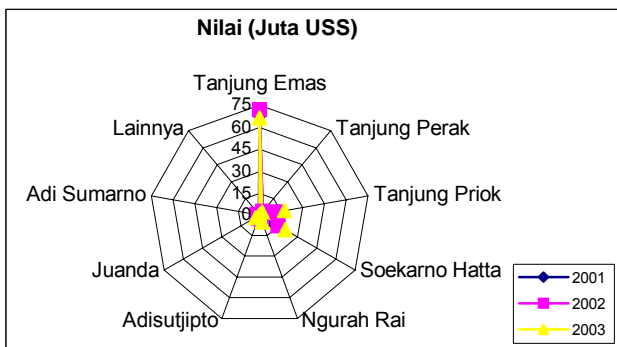 Nilai (Juta USS)
Tanjung Emas
75
60
45
30
15
0
Lainnya
Tanjung Perak
Adi Sumarno
Tanjung Priok
Juanda
Soekarno Hatta
Adisutjipto
Ngurah Rai
2001
2002
2003